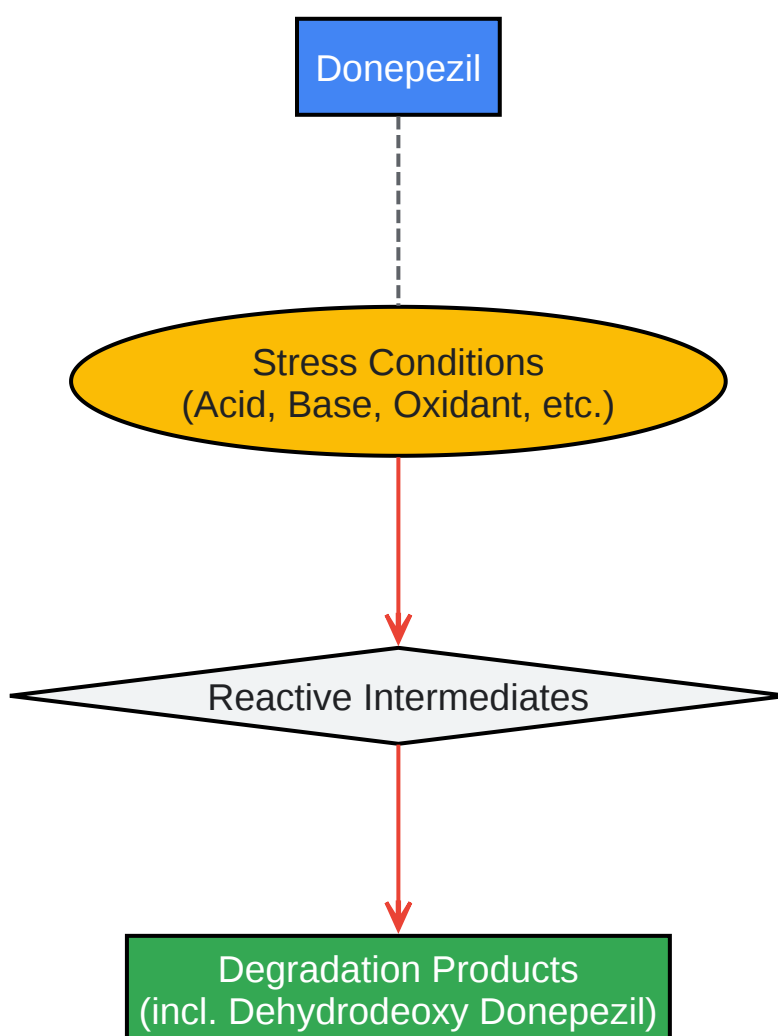 Donepezil
Stress Conditions
(Acid, Base, Oxidant, etc.)
Reactive Intermediates
Degradation Products
(incl. Dehydrodeoxy Donepezil)